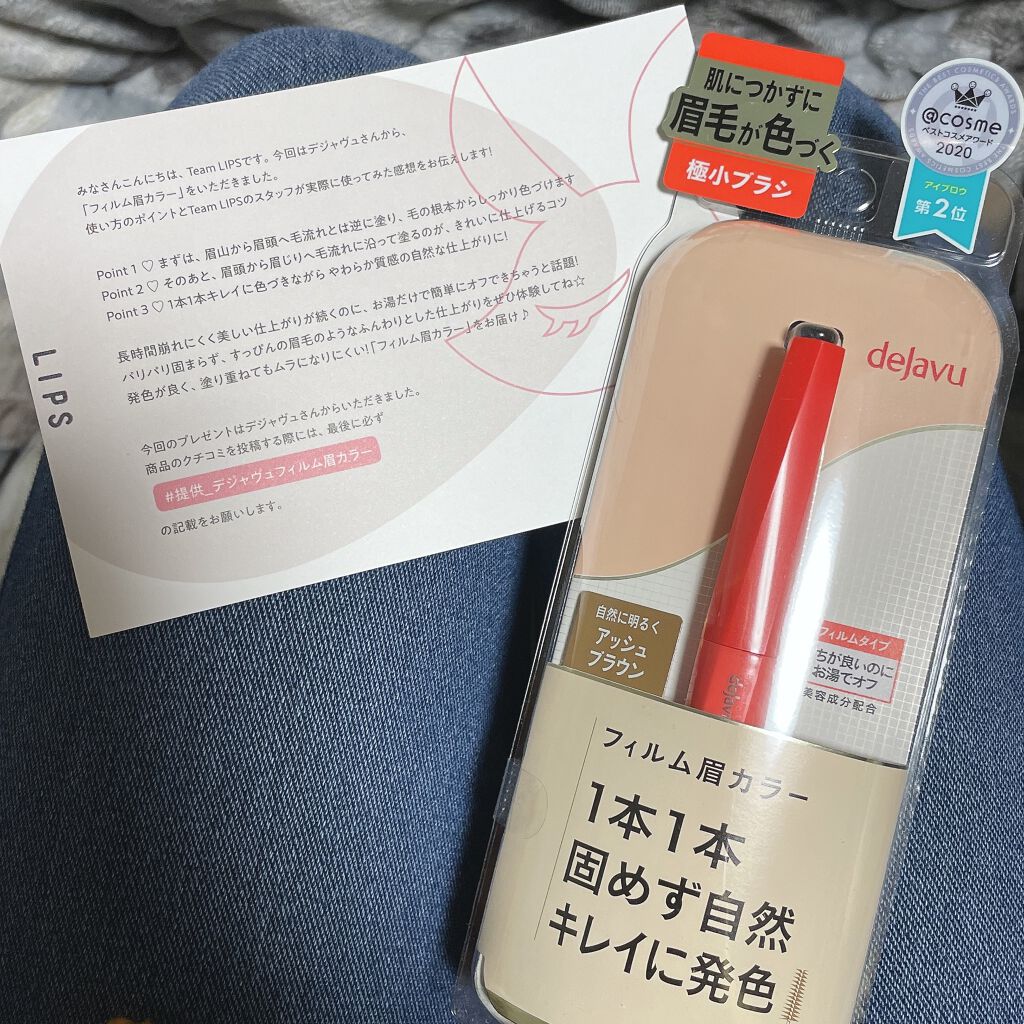 みなさんこんにちは、Team LIPSです。今回はデジャヴュさんから、
「フィルム眉カラー」をいただきました。
使い方のポイントとTeam LIPSのスタッフが実際に使ってみた感想をお伝えします!
Point 1 ♡ まずは、眉山から眉頭へ毛流れとは逆に塗り、毛の根本からしっかり色づけます
Point 2 ♡ そのあと、眉頭から眉じりへ毛流れに沿って塗るのが、きれいに仕上げるコツ
Point 3 ♡ 1本1本キレイに色づきながら やわらか質感の自然な仕上がりに!
長時間崩れにくく美しい仕上がりが続くのに、お湯だけで簡単にオフできちゃうと話題!
パリパリ固まらず、すっぴんの眉毛のようなふんわりとした仕上がりをぜひ体験してね☆
発色が良く、塗り重ねてもムラになりにくい!「フィルム眉カラー」をお届け♪
今回のプレゼントはデジャヴュさんからいただきました。
商品のクチコミを投稿する際には、最後に必ず
#提供_デジャヴュフィルム眉カラー
の記載をお願いします。
LIPS
肌につかずに
眉毛が色づく
極小ブラシ
@cosme
ベストコスメアワード
2020
アイブロウ
第2位
dejavu
自然に明るく
アッシュ
ブラウン
フィルムタイプ
ちが良いのに
お湯でオフ
美容成分配合
フィルム眉カラー
1本1本
固めず自然
キレイに発色